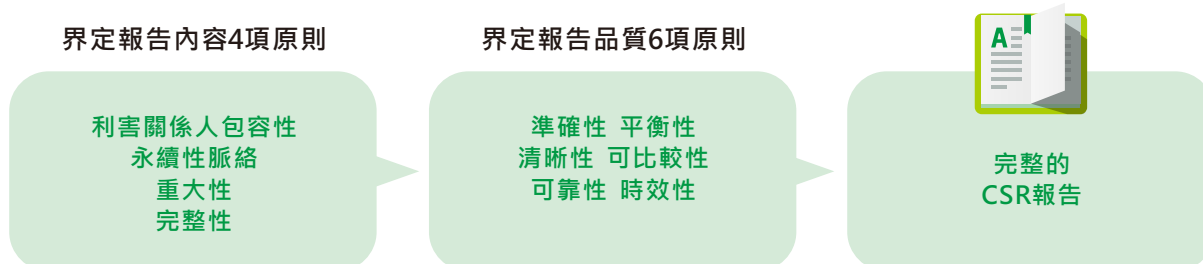 界定報告內容4項原則
利害關係人包容性
永續性脈絡
重大性
完整性
界定報告品質6項原則
準確性 平衡性
清晰性 可比較性
可靠性 時效性
A
完整的
CSR報告